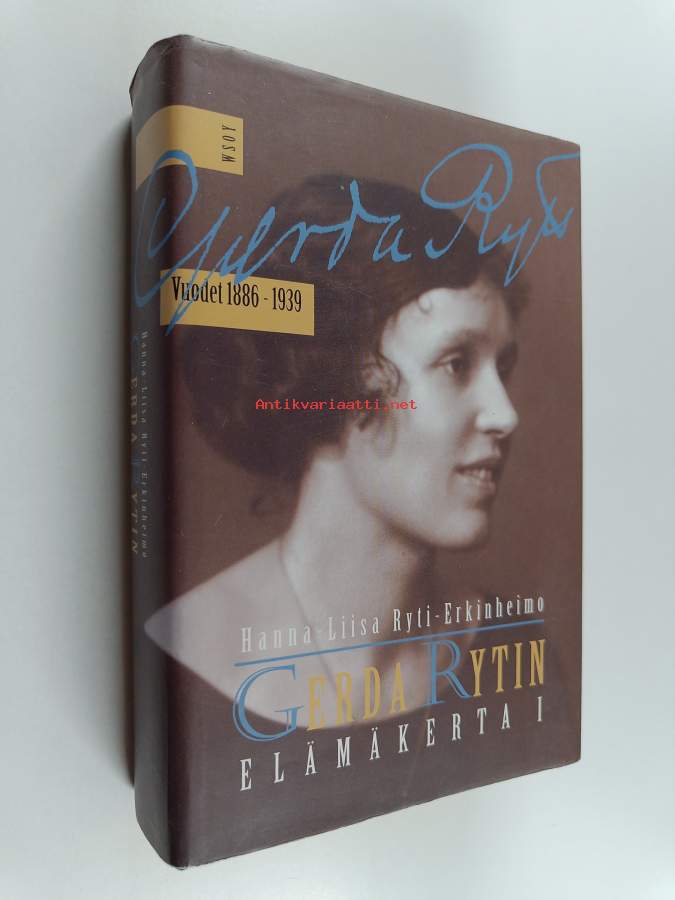 WSOY
Gerda Ryti
Vuodet 1886 - 1939
Antikvariaatti.net
Hanna-Liisa Ryti-Erkinheimo
GERDA RYTIN
ELÄMÄKERTA I
Hanna-Liisa Ryti-Erkinheimo
GERDA RYTIN